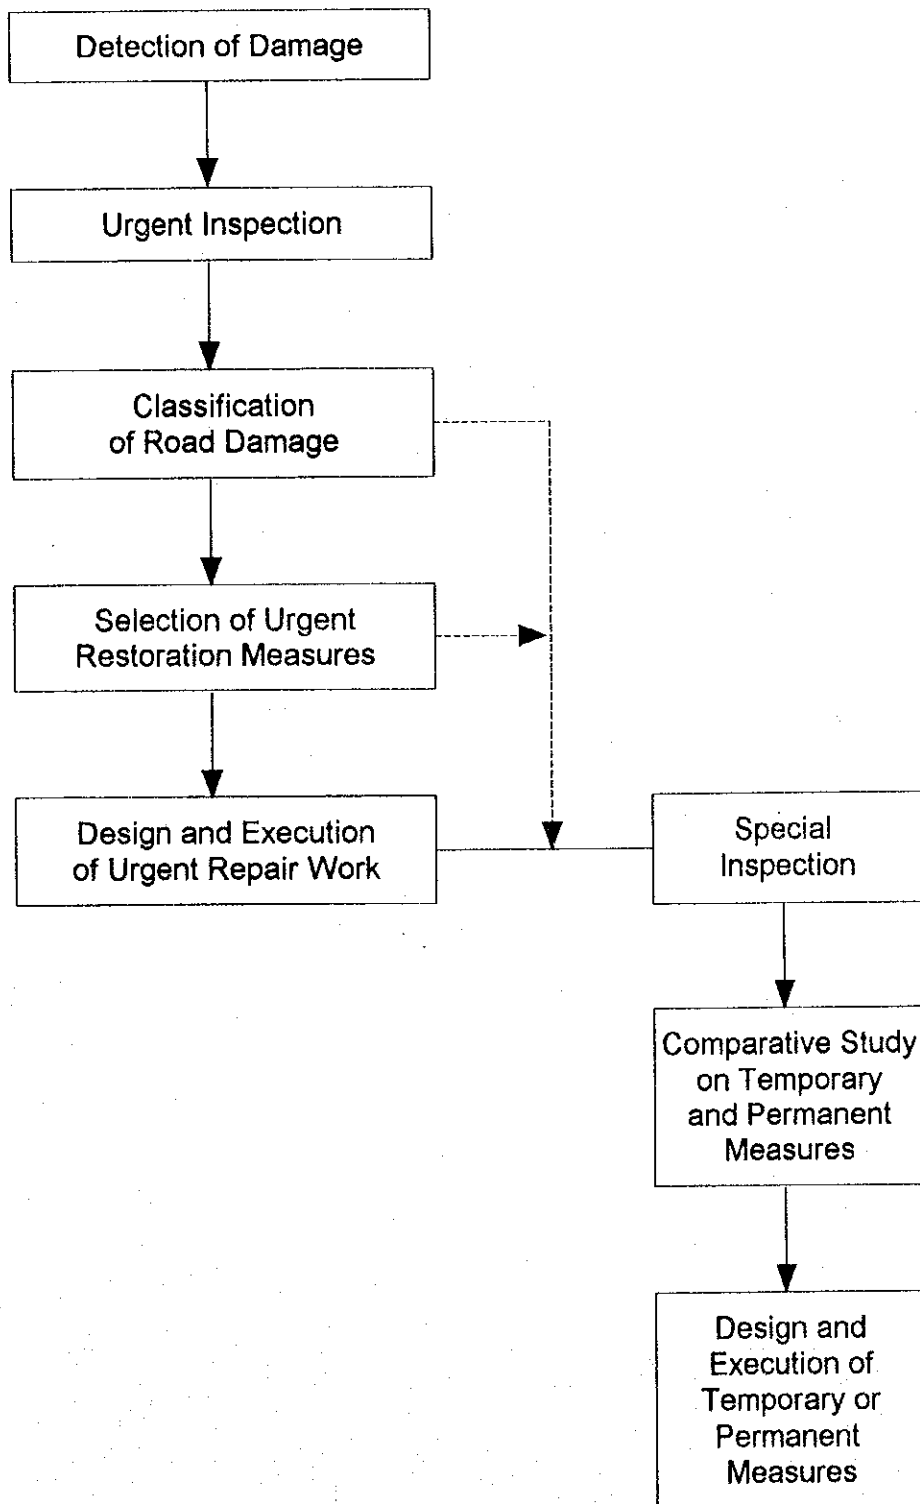 Detection of Damage
Urgent Inspection
Classification
of Road Damage
Selection of Urgent
Restoration Measures
Design and Execution
of Urgent Repair Work
Special
Inspection
Comparative Study
on Temporary
and Permanent
Measures
Design and
Execution of
Temporary or
Permanent
Measures